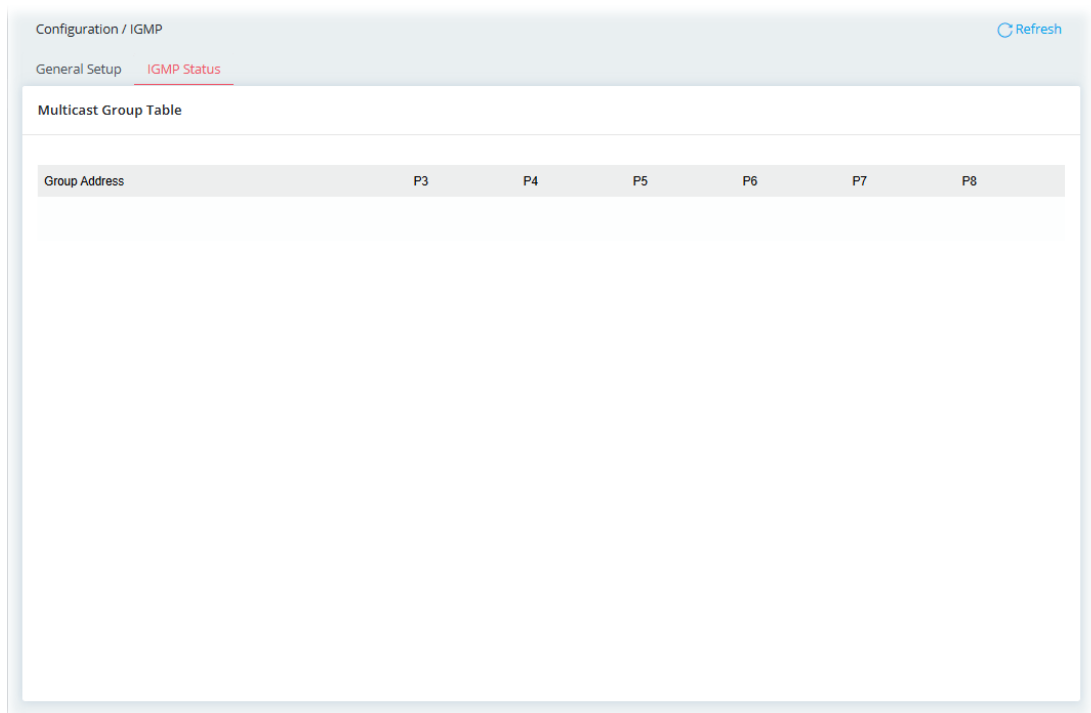 Configuration / IGMP
Refresh
General Setup IGMP Status
Multicast Group Table
Group Address P3 P4 P5 P6 P7 P8